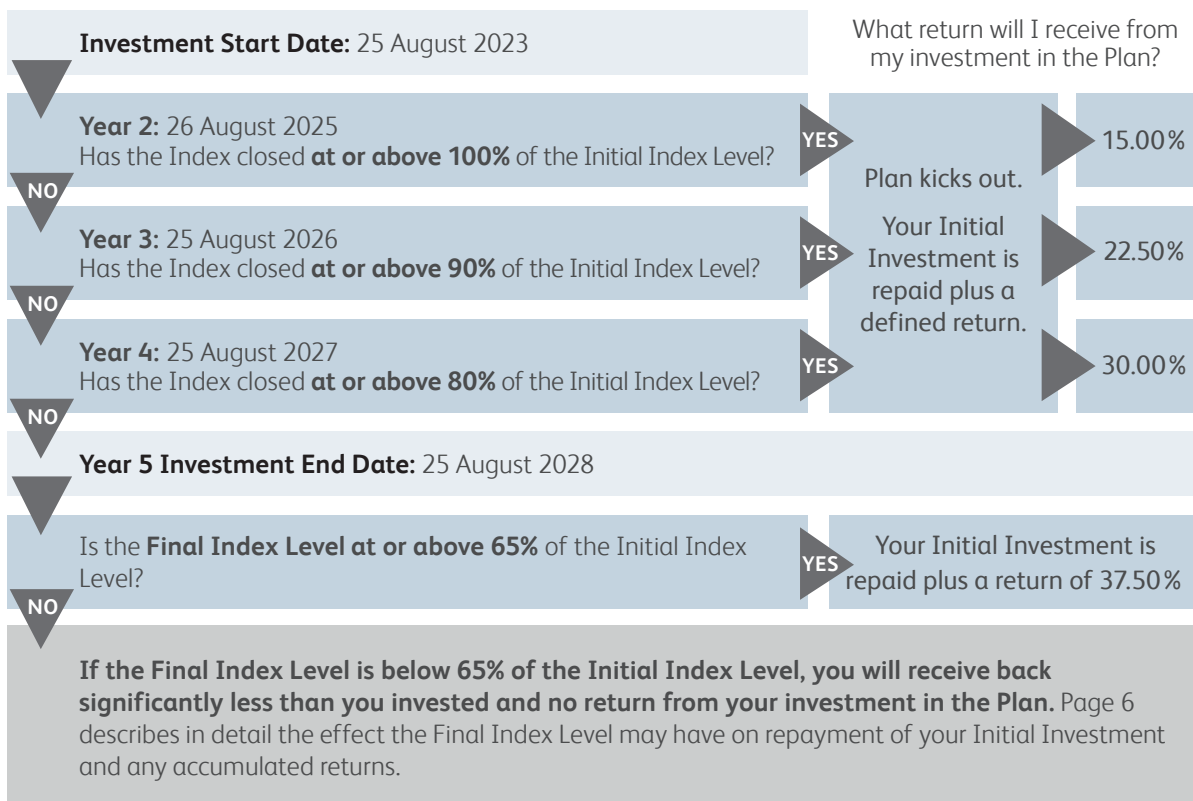 Investment Start Date: 25 August 2023
What return will I receive from
my investment in the Plan?
Year 2: 26 August 2025
Has the Index closed at or above 100% of the Initial Index Level?
YES
15.00%
NO
Year 3: 25 August 2026
Has the Index closed at or above 90% of the Initial Index Level?
YES
22.50%
NO
Year 4: 25 August 2027
Has the Index closed at or above 80% of the Initial Index Level?
YES
30.00%
Plan kicks out.
Your Initial
Investment is
repaid plus a
defined return.
NO
Year 5 Investment End Date: 25 August 2028
Is the Final Index Level at or above 65% of the Initial Index
Level?
YES
Your Initial Investment is
repaid plus a return of 37.50%
NO
If the Final Index Level is below 65% of the Initial Index Level, you will receive back
significantly less than you invested and no return from your investment in the Plan. Page 6
describes in detail the effect the Final Index Level may have on repayment of your Initial Investment
and any accumulated returns.